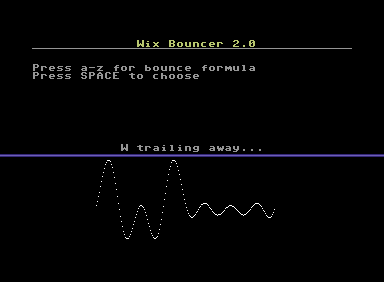 Wix Bouncer 2.0
Press a-z for bounce formula
Press SPACE to choose
W trailing away...